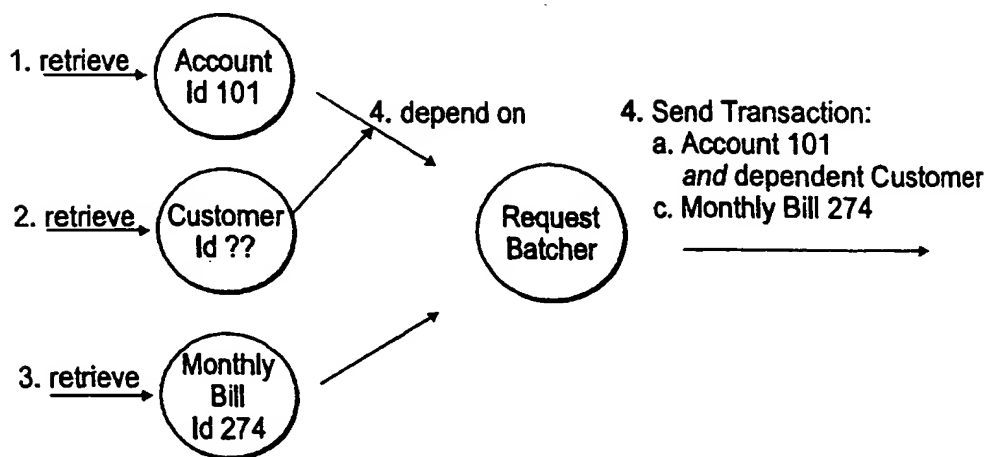 1. retrieve
Account
Id 101
4. depend on
4. Send Transaction:
a. Account 101
and dependent Customer
c. Monthly Bill 274
2. retrieve
Customer
Id ??
Request
Batcher
3. retrieve
Monthly
Bill
Id 274